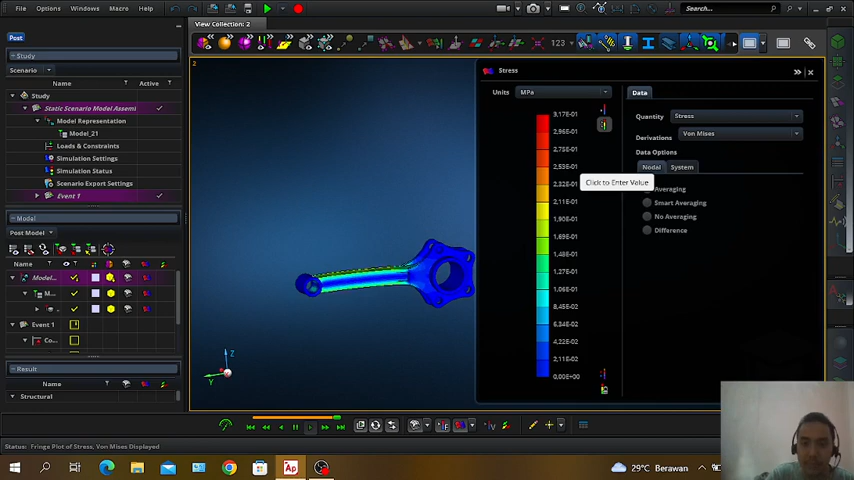 File Windows Macro Help
Search...
Post
View Collection: 2
Study
Scenario
Name Active
Study
Static Scenario Model Assembl
Model Representation
Model_21
Loads & Constraints
Simulation Settings
Simulation Status
Scenario Export Settings
Event 1
Model
Post Model
Name
Model...
M...
Event 1
Co...
Result
Name
Structural
123
2
Z
Y
Stress
Units MPa
3,17E-01
2,96E-01
2,75E-01
2,53E-01
2,32E-01
2,11E-01
1,90E-01
1,69E-01
1,48E-01
1,27E-01
1,06E-01
8,45E-02
6,34E-02
4,22E-02
2,11E-02
0,00E+00
Click to Enter Value
Data
Quantity Stress
Derivations Von Mises
Data Options
Nodal System
Averaging
Smart Averaging
No Averaging
Difference
Status: Fringe Plot of Stress, Von Mises Displayed
Ap
29°C Berawan